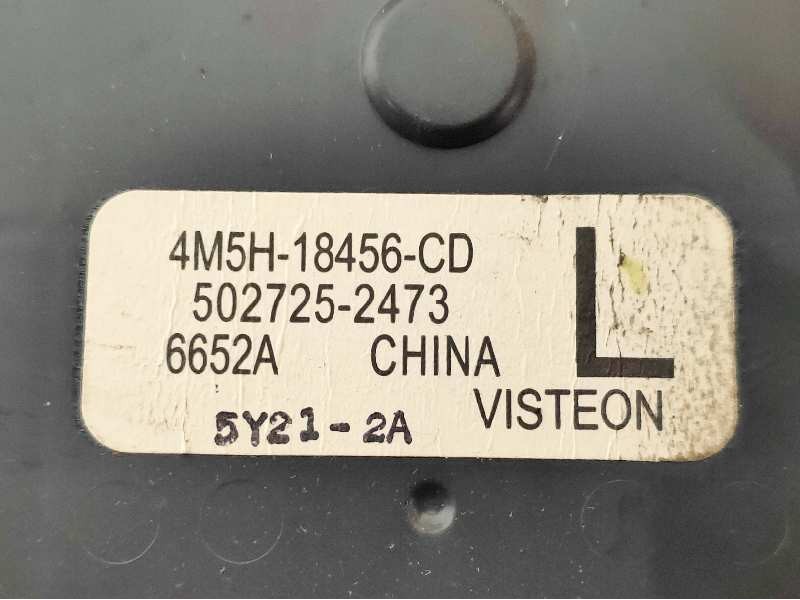 4M5H-18456-CD
502725-2473
6652A CHINA
L
VISTEON
5Y21-2A